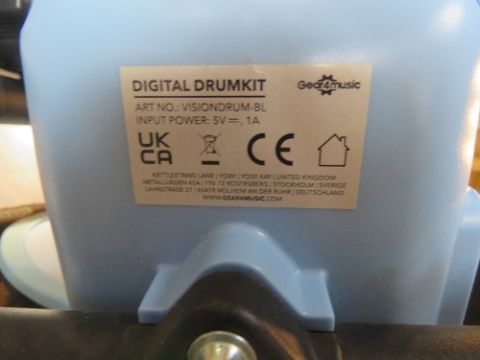 DIGITAL DRUMKIT
Gear4music
ART NO.: VISIONDRUM-BL
INPUT POWER: 5V⎓, 1A
UK
CA
CE
KETTLESTRING LANE | YORK | YO30 4XF | UNITED KINGDOM
METALLVÄGEN 45A | 195 72 ROSERSBERG | STOCKHOLM | SVERIGE
LAHNSTRAßE 27 | 45478 MÜLHEIM AN DER RUHR | DEUTSCHLAND
WWW.GEAR4MUSIC.COM